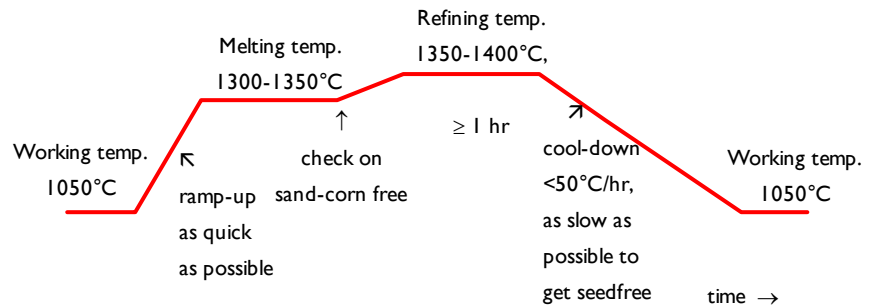 Refining temp.
1350-1400°C,
Melting temp.
1300-1350°C
Working temp.
1050°C
↖
ramp-up
as quick
as possible
↑
check on
sand-corn free
≥ 1 hr
↗
cool-down
<50°C/hr,
as slow as
possible to
get seedfree
Working temp.
1050°C
time →